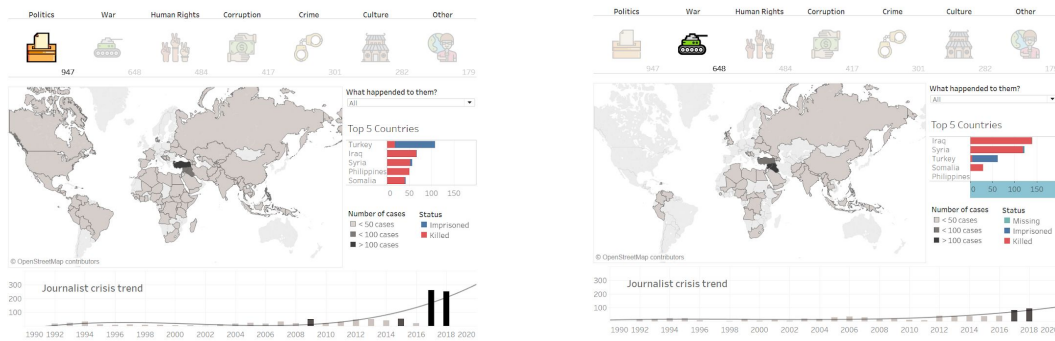 Politics War Human Rights Corruption Crime Culture Other
947 648 484 417 301 282 179
What happended to them?
All
Top 5 Countries
Turkey
Iraq
Syria
Philippines
Somalia
0 50 100 150
Number of cases Status
< 50 cases Imprisoned
< 100 cases Killed
> 100 cases
© OpenStreetMap contributors
Journalist crisis trend
300
200
100
1990 1992 1994 1996 1998 2000 2002 2004 2006 2008 2010 2012 2014 2016 2018 2020
Politics War Human Rights Corruption Crime Culture Other
947 648 484 417 301 282 179
What happended to them?
All
Top 5 Countries
Iraq
Syria
Turkey
Somalia
Philippines
0 50 100 150
Number of cases Status
< 50 cases Missing
< 100 cases Imprisoned
> 100 cases Killed
© OpenStreetMap contributors
Journalist crisis trend
300
200
100
1990 1992 1994 1996 1998 2000 2002 2004 2006 2008 2010 2012 2014 2016 2018 2020